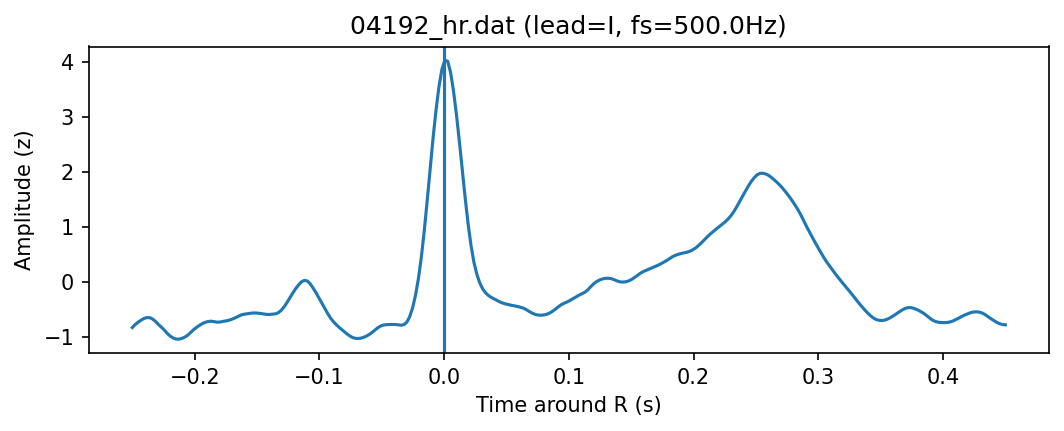 04192_hr.dat (lead=I, fs=500.0Hz)
Amplitude (z)
4
3
2
1
0
−1
−0.2 −0.1 0.0 0.1 0.2 0.3 0.4
Time around R (s)